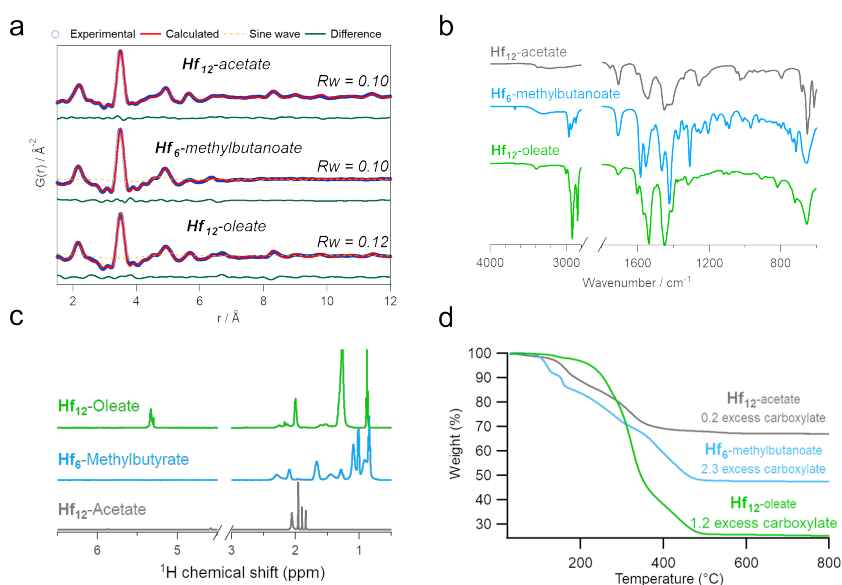 a
Experimental Calculated Sine wave Difference
Hf12-acetate
Rw = 0.10
Hf6-methylbutanoate
Rw = 0.10
Hf12-oleate
Rw = 0.12
G(r) / Å-2
2 4 6 8 10 12
r / Å
b
Hf12-acetate
Hf6-methylbutanoate
Hf12-oleate
4000 3000 1600 1200 800
Wavenumber / cm-1
c
Hf12-Oleate
Hf6-Methylbutyrate
Hf12-Acetate
6 5 3 2 1
1H chemical shift (ppm)
d
100
90
80
70
60
50
40
30
Weight (%)
Hf12-acetate
0.2 excess carboxylate
Hf6-methylbutanoate
2.3 excess carboxylate
Hf12-oleate
1.2 excess carboxylate
200 400 600 800
Temperature (°C)